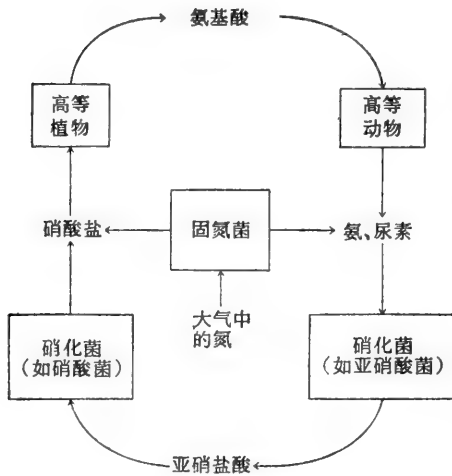 氨基酸
高等
植物
高等
动物
硝酸盐
固氮菌
氨、尿素
大气中
的氮
硝化菌
（如硝酸菌）
硝化菌
（如亚硝酸菌）
亚硝盐酸